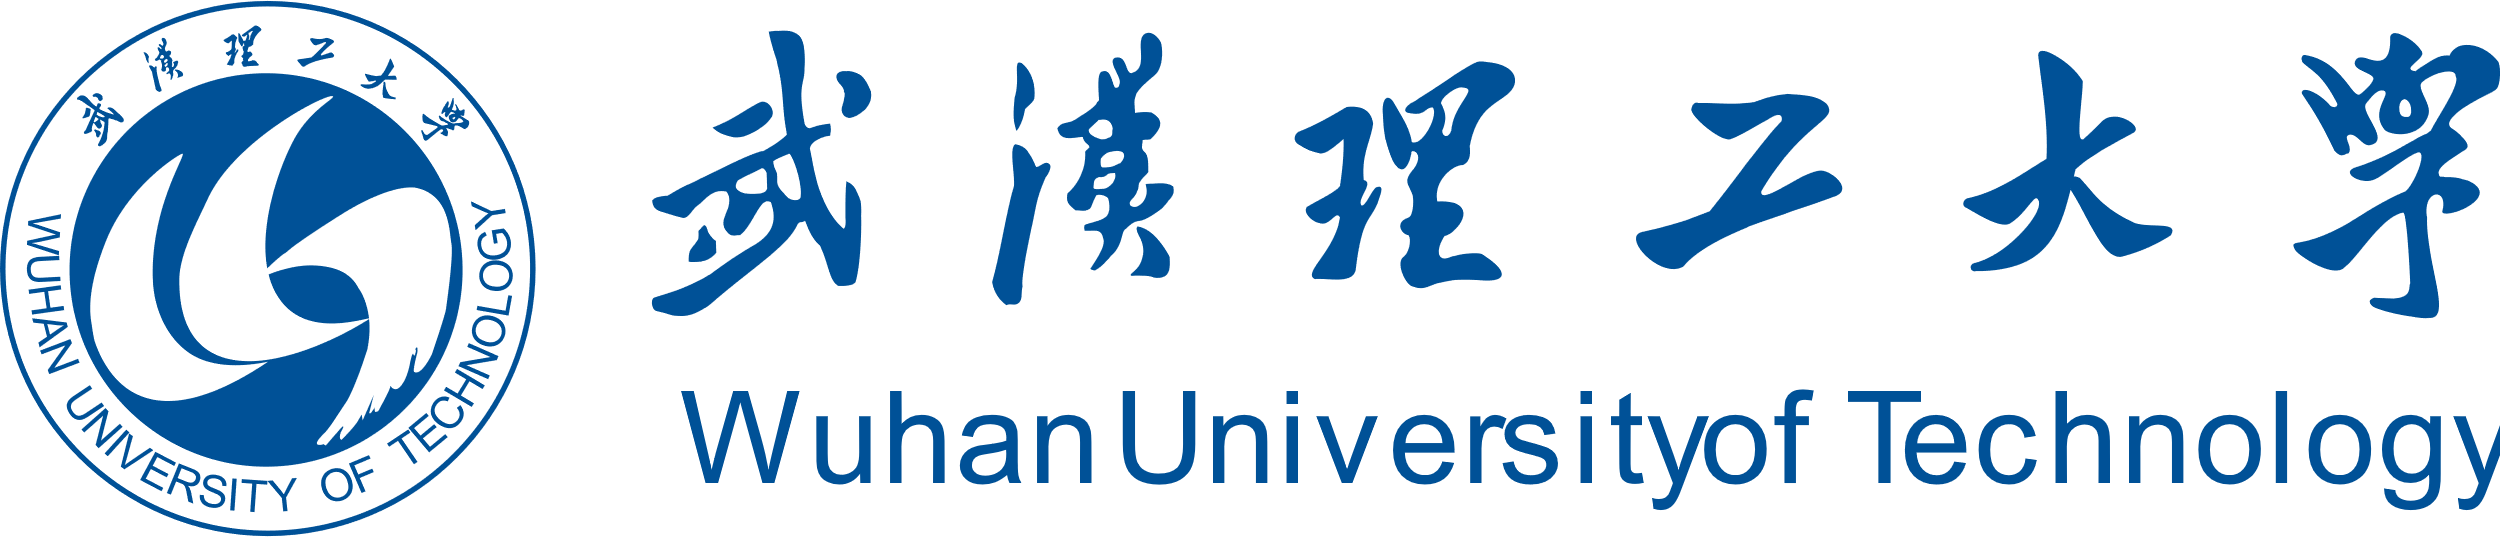 武漢理工大學
WUHAN UNIVERSITY OF TECHNOLOGY
武漢理工大學
Wuhan University of Technology